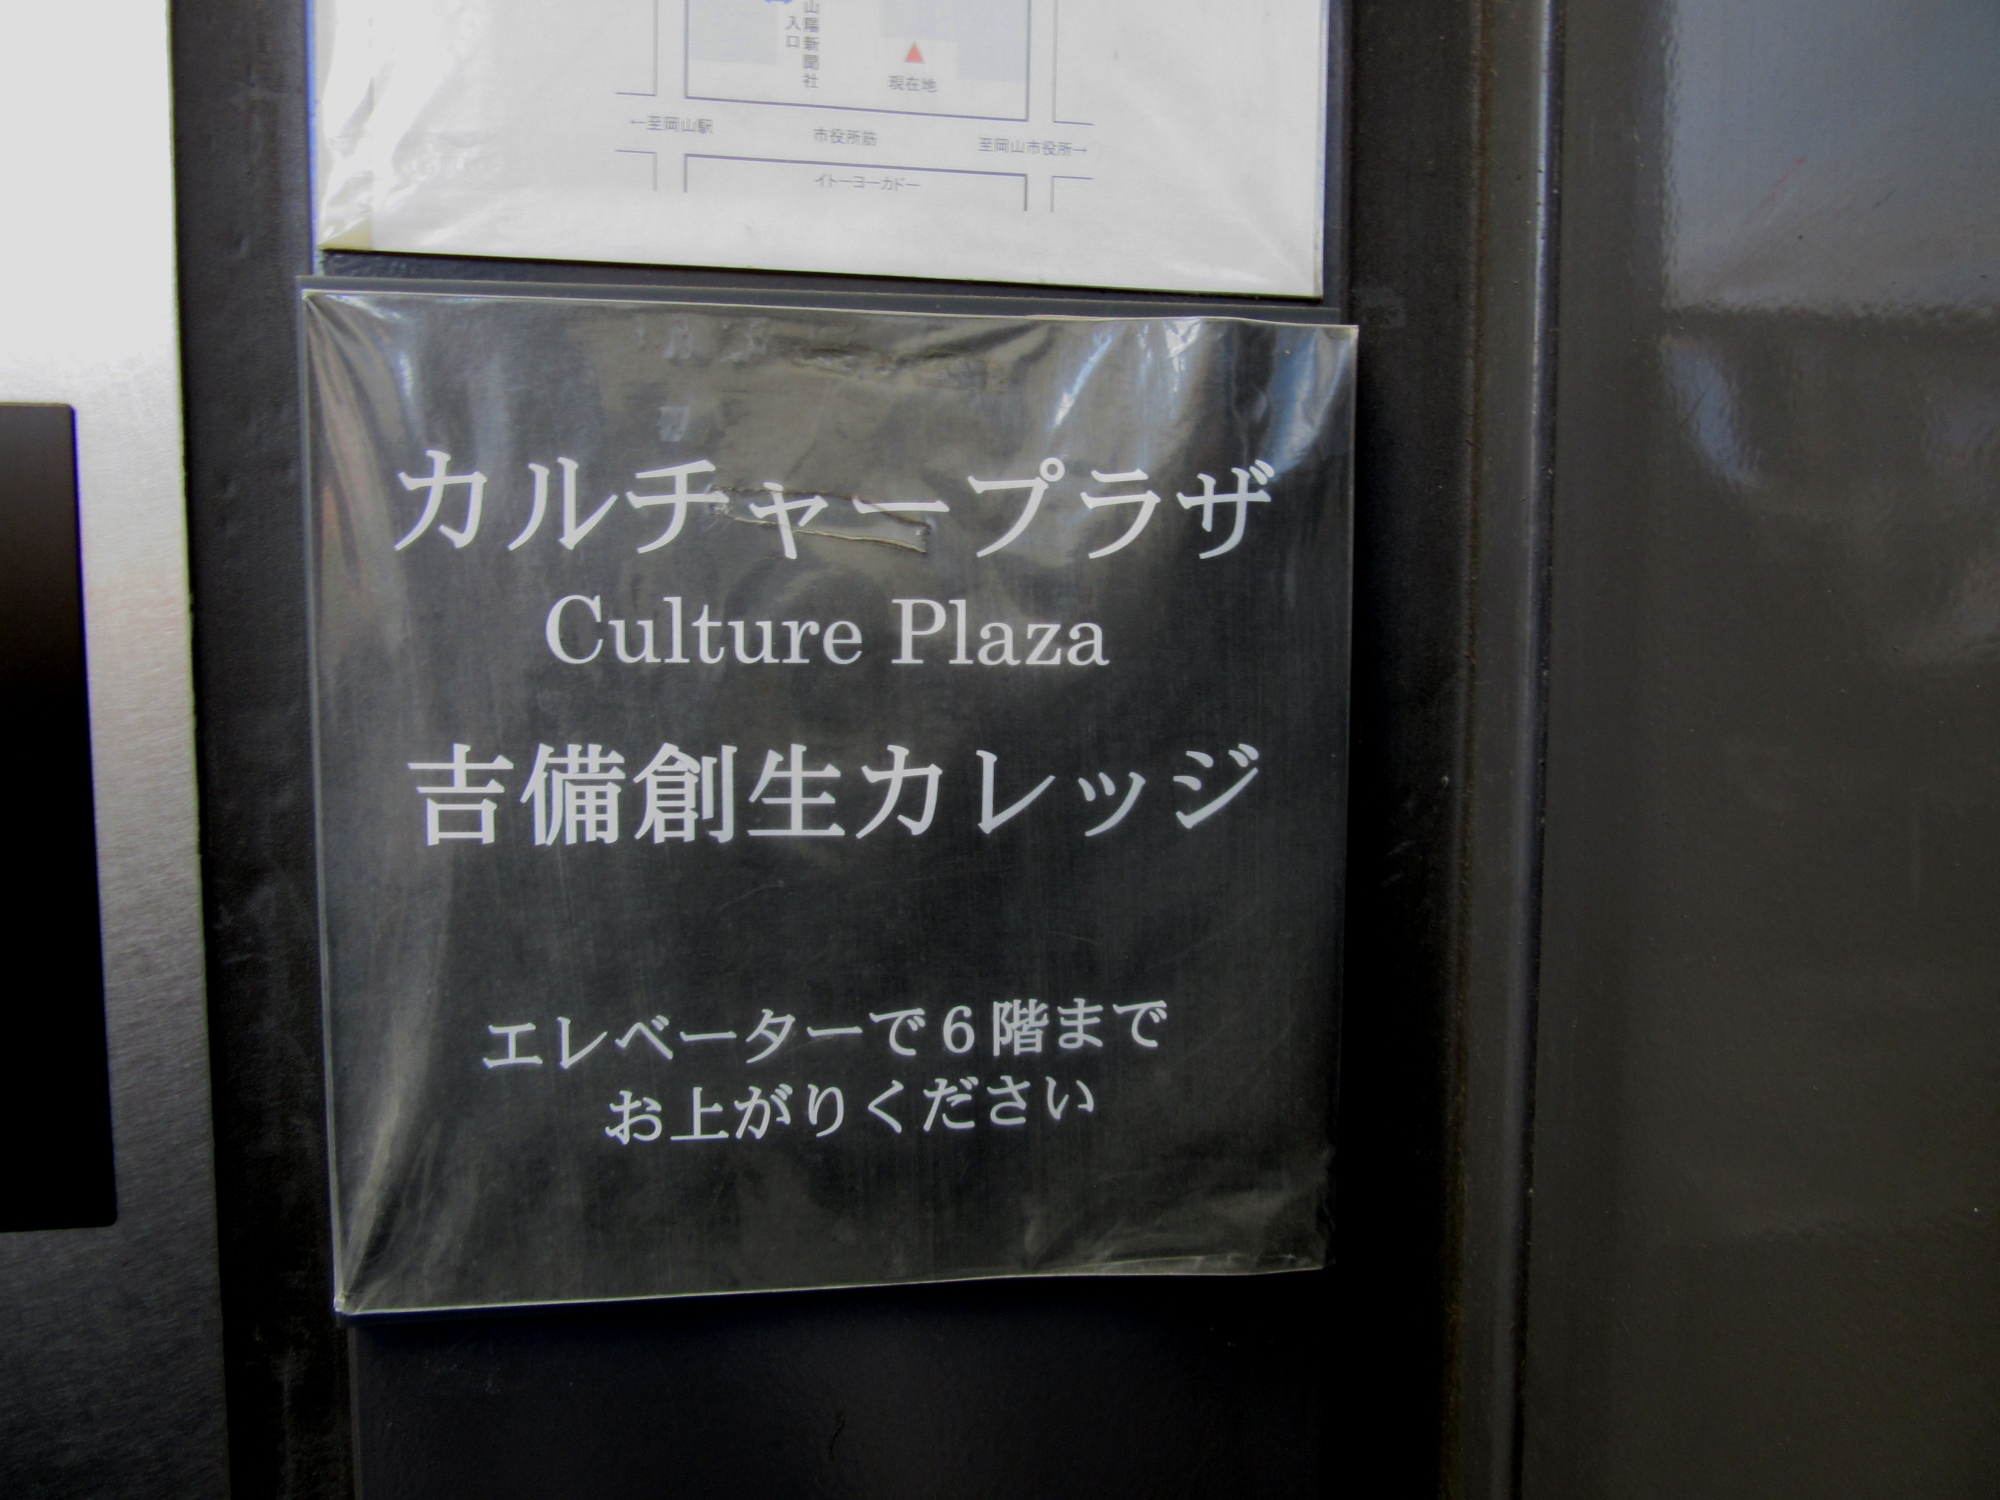 山陽新聞社
入口
現在地
←至岡山駅
市役所筋
至岡山市役所→
イトーヨーカドー
カルチャープラザ
Culture Plaza
吉備創生カレッジ
エレベーターで6階まで
お上がりください